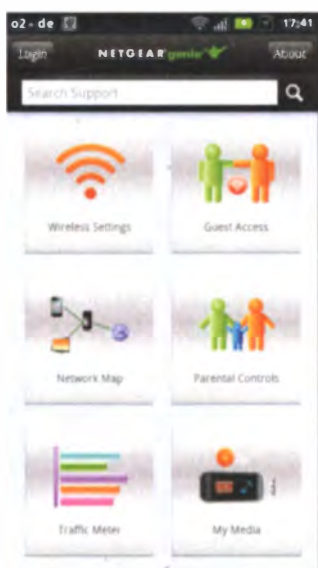 o2 - de 17:41
Login NETGEAR genie About
Search Support
Wireless Settings Guest Access
Network Map Parental Controls
Traffic Meter My Media